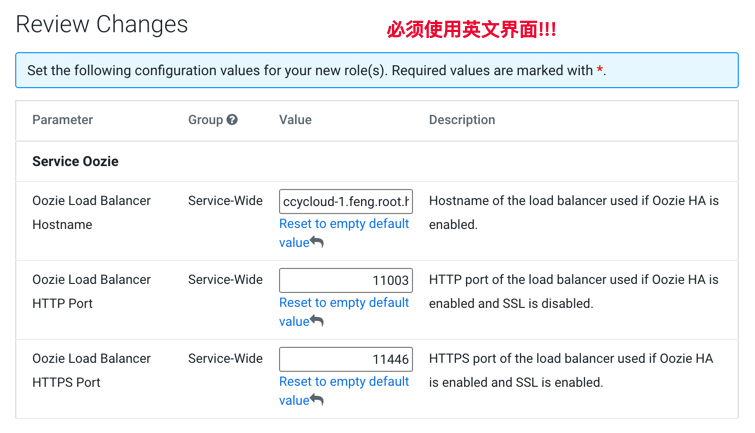 Review Changes
必须使用英文界面!!!
Set the following configuration values for your new role(s). Required values are marked with *.
Parameter Group Value Description
Service Oozie
Oozie Load Balancer Hostname
Service-Wide
ccycloud-1.feng.root.h
Reset to empty default
value
Hostname of the load balancer used if Oozie HA is
enabled.
Oozie Load Balancer
HTTP Port
Service-Wide
11003
Reset to empty default
value
HTTP port of the load balancer used if Oozie HA is
enabled and SSL is disabled.
Oozie Load Balancer
HTTPS Port
Service-Wide
11446
Reset to empty default
value
HTTPS port of the load balancer used if Oozie HA
is enabled and SSL is enabled.